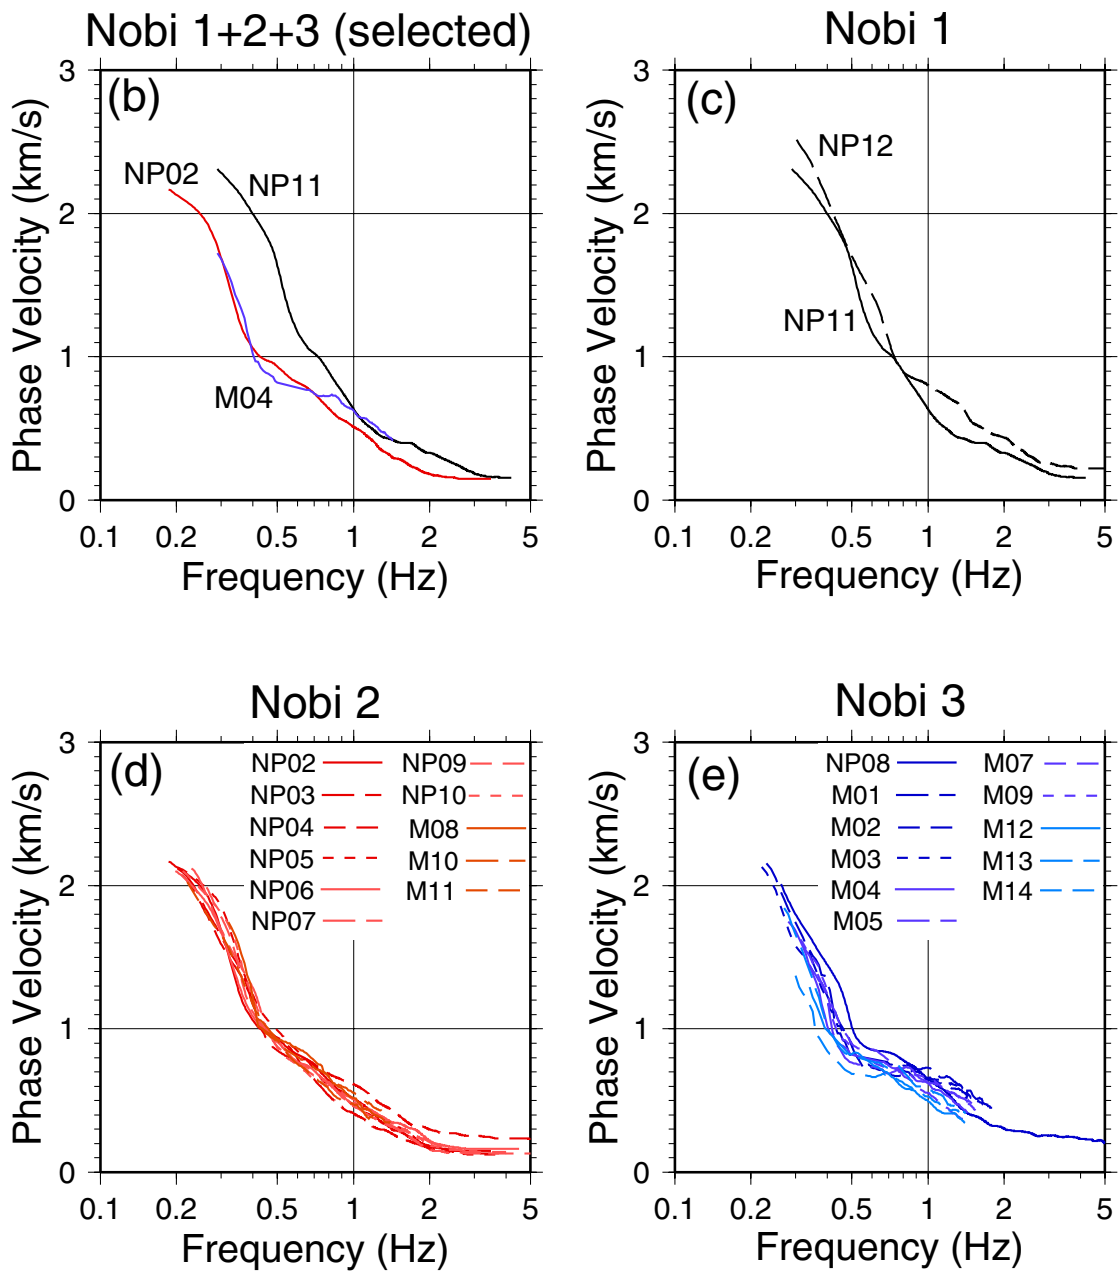 Nobi 1+2+3 (selected)
(b)
Phase Velocity (km/s)
3
2
1
0
NP02
NP11
M04
0.1 0.2 0.5 1 2 5
Frequency (Hz)
Nobi 1
(c)
Phase Velocity (km/s)
3
2
1
0
NP12
NP11
0.1 0.2 0.5 1 2 5
Frequency (Hz)
Nobi 2
(d)
Phase Velocity (km/s)
3
2
1
0
NP02 NP09
NP03 NP10
NP04 M08
NP05 M10
NP06 M11
NP07
0.1 0.2 0.5 1 2 5
Frequency (Hz)
Nobi 3
(e)
Phase Velocity (km/s)
3
2
1
0
NP08 M07
M01 M09
M02 M12
M03 M13
M04 M14
M05
0.1 0.2 0.5 1 2 5
Frequency (Hz)